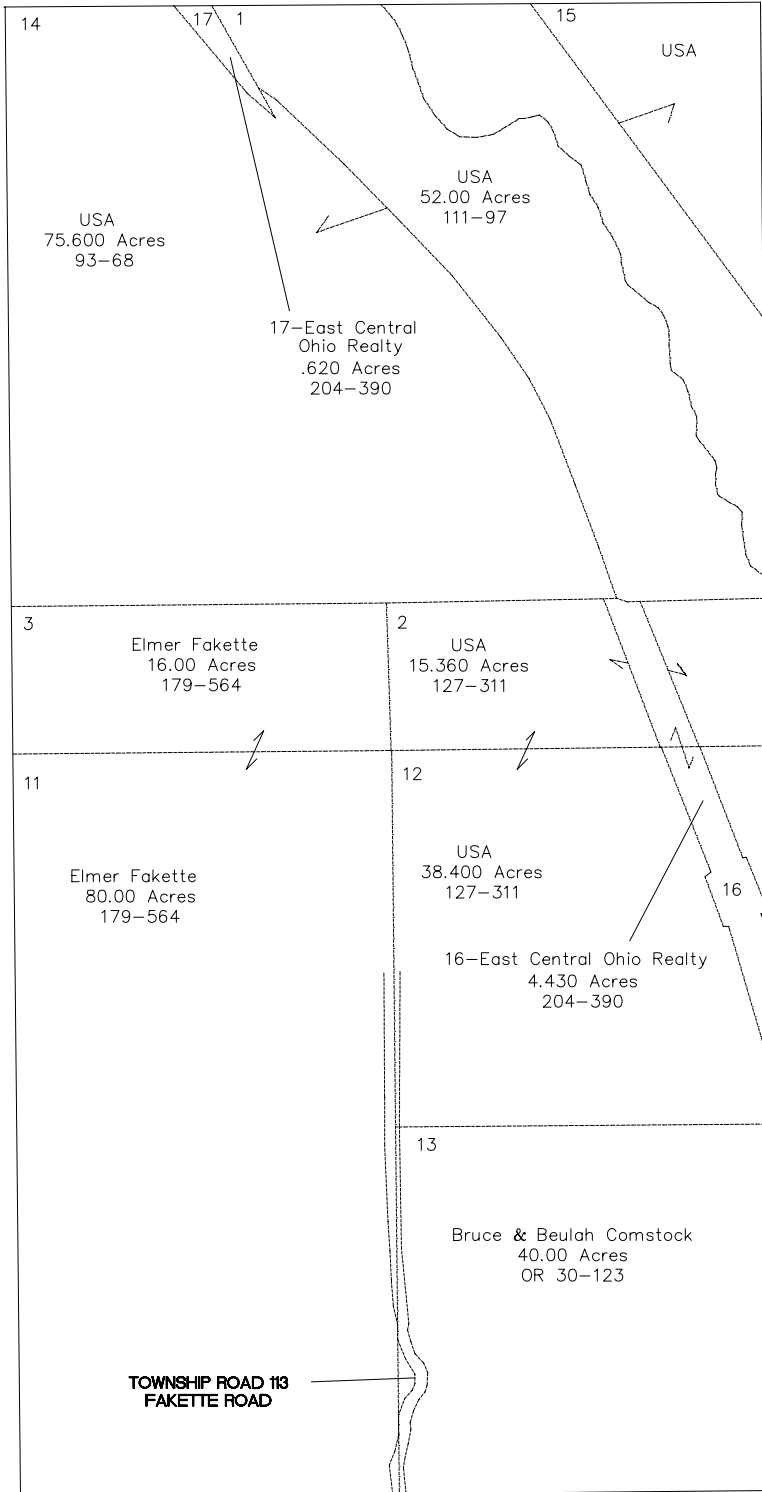 14
17
1
15
USA
USA
52.00 Acres
111-97
USA
75.600 Acres
93-68
17-East Central
Ohio Realty
.620 Acres
204-390
3
Elmer Fakette
16.00 Acres
179-564
2
USA
15.360 Acres
127-311
11
12
Elmer Fakette
80.00 Acres
179-564
USA
38.400 Acres
127-311
16
16-East Central Ohio Realty
4.430 Acres
204-390
13
Bruce & Beulah Comstock
40.00 Acres
OR 30-123
TOWNSHIP ROAD 113
FAKETTE ROAD